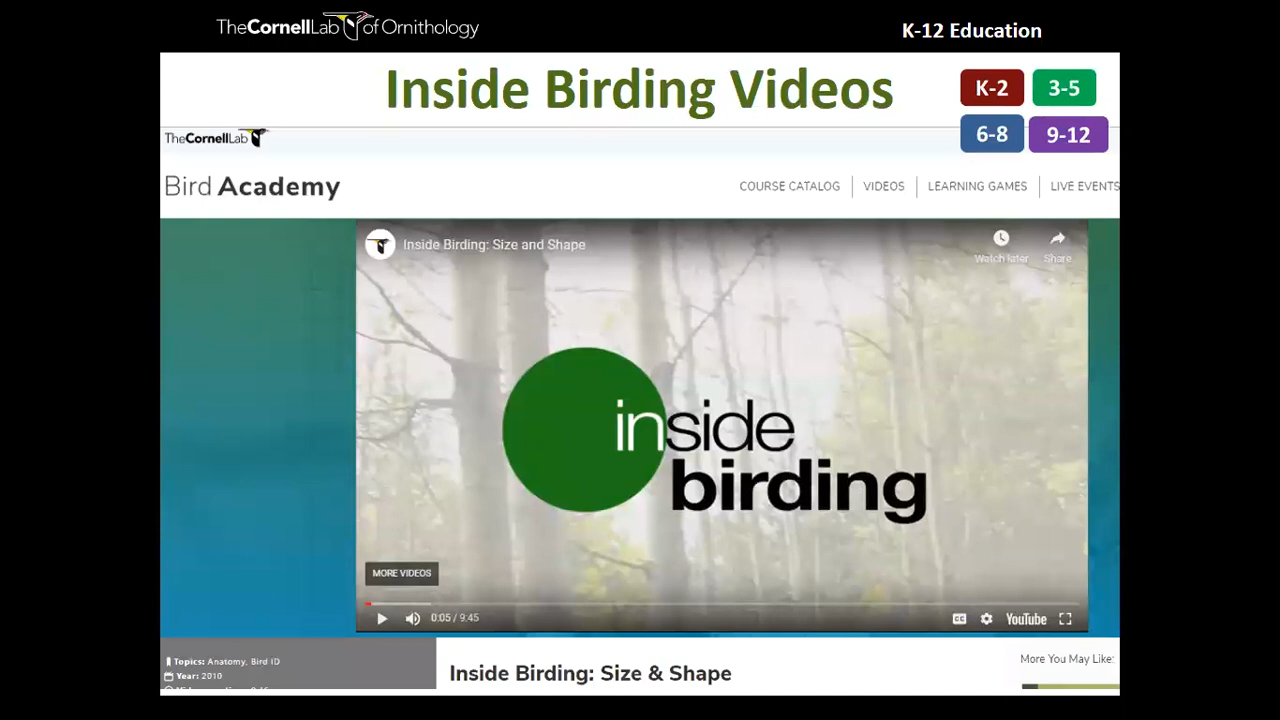 TheCornellLab of Ornithology
K-12 Education
Inside Birding Videos
K-2
3-5
6-8
9-12
TheCornellLab
Bird Academy
COURSE CATALOG
VIDEOS
LEARNING GAMES
LIVE EVENTS
Inside Birding: Size and Shape
Watch later
Share
inside
birding
MORE VIDEOS
0:05 / 9:45
CC
YouTube
Topics: Anatomy, Bird ID
Year: 2010
Inside Birding: Size & Shape
More You May Like: